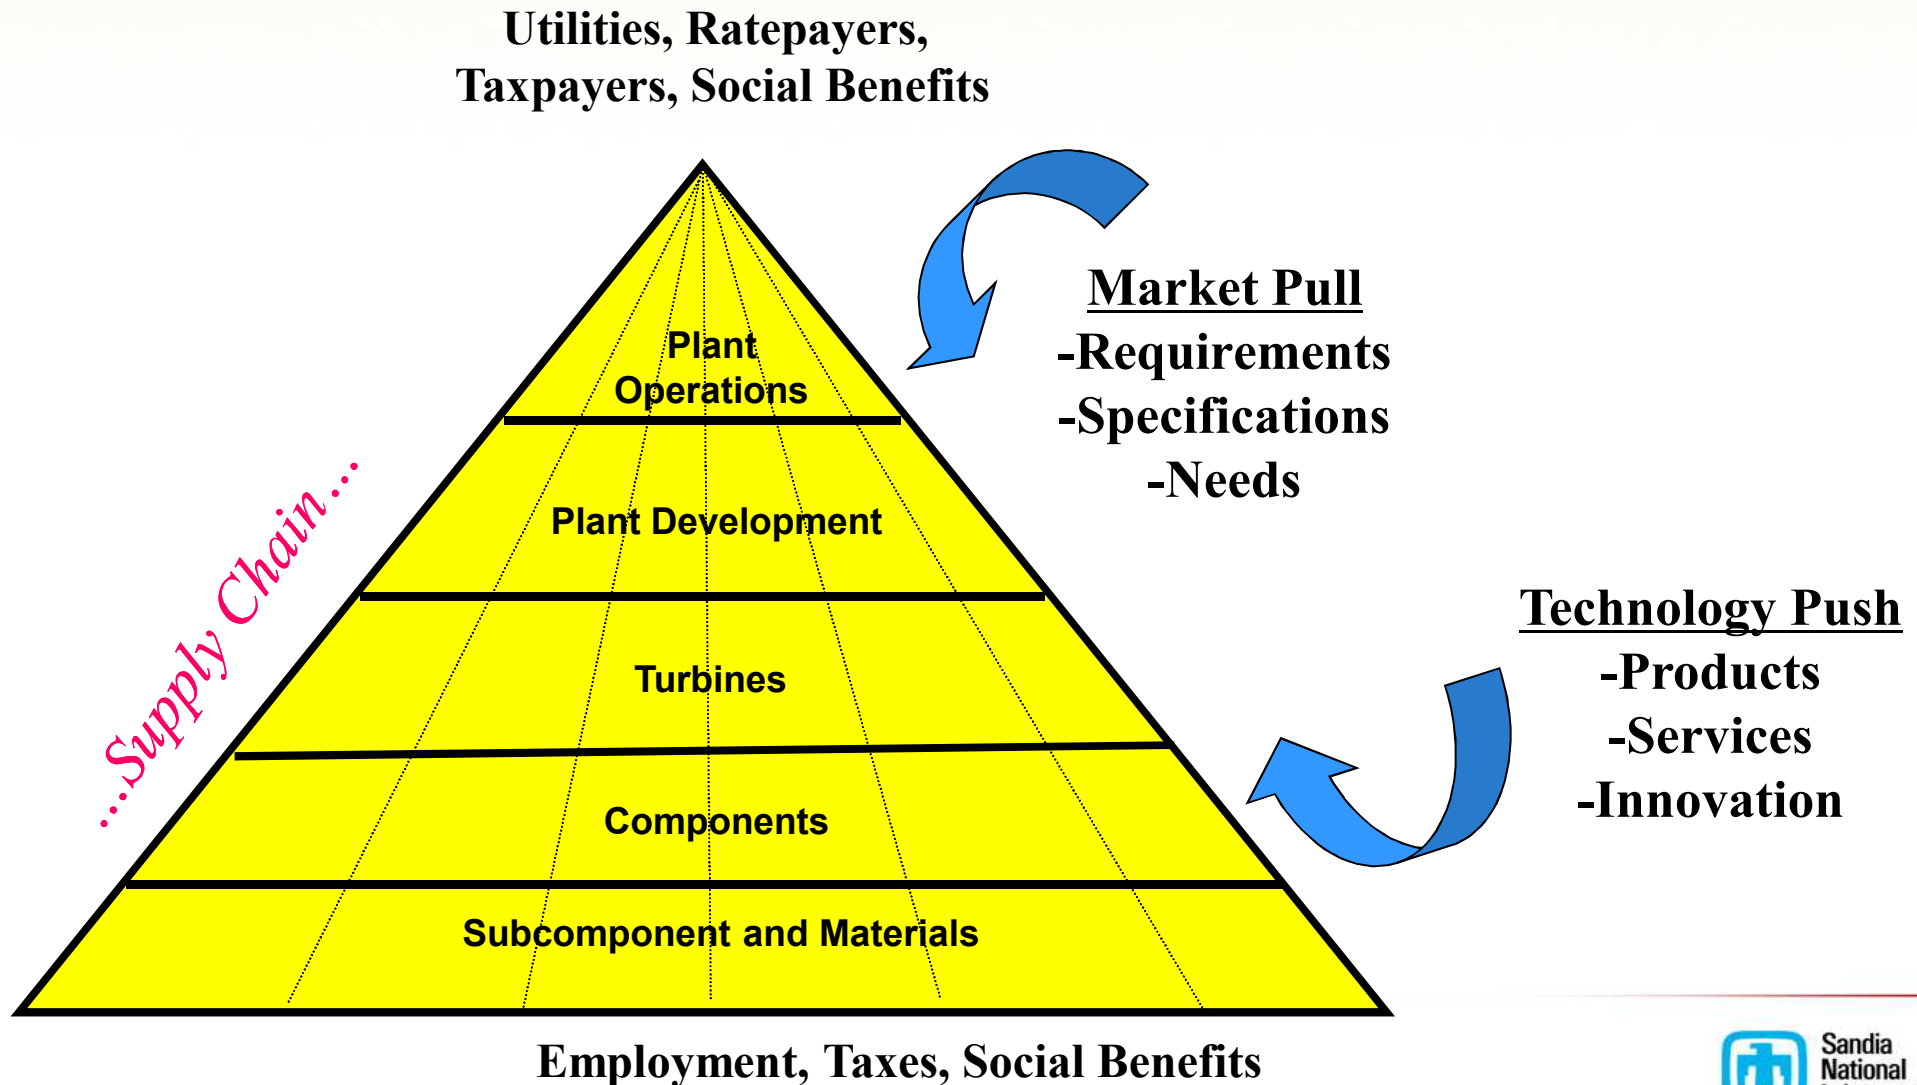 Utilities, Ratepayers,
Taxpayers, Social Benefits
Market Pull
-Requirements
-Specifications
-Needs
Plant
Operations
Plant Development
...Supply Chain...
Turbines
Components
Subcomponent and Materials
Technology Push
-Products
-Services
-Innovation
Employment, Taxes, Social Benefits
Sandia
National